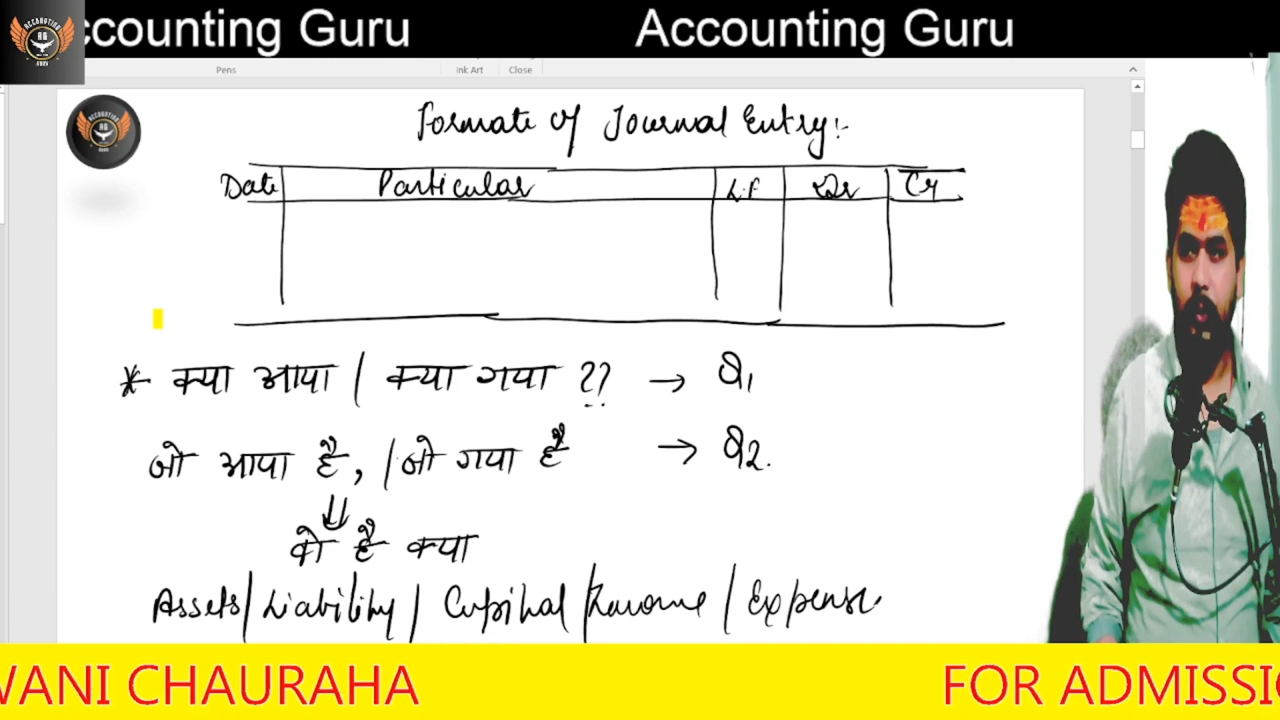 ccounting Guru Accounting Guru
Pens Ink Art Close
Formate of Journal Entry:-
Date Particular L.F Dr Cr
* क्या आया / क्या गया ?? → Q1
जो आया है, / जो गया है → Q2.
वो है क्या
Assets / Liability / Capital / Revenue / Expense
WANI CHAURAHA FOR ADMISSI